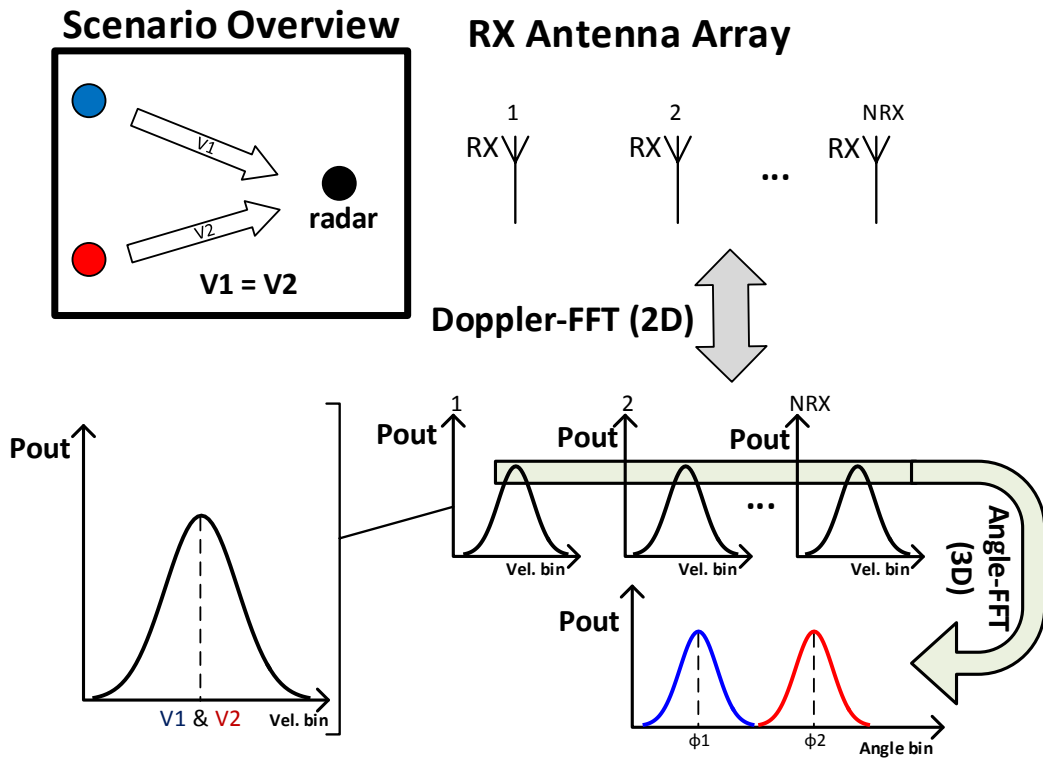 Scenario Overview
RX Antenna Array
V1
V2
radar
V1 = V2
1
RX
2
RX
...
NRX
RX
Doppler-FFT (2D)
Pout
V1 & V2
Vel. bin
1
Pout
Vel. bin
2
Pout
Vel. bin
...
NRX
Pout
Vel. bin
Angle-FFT
(3D)
Pout
ϕ1
ϕ2
Angle bin